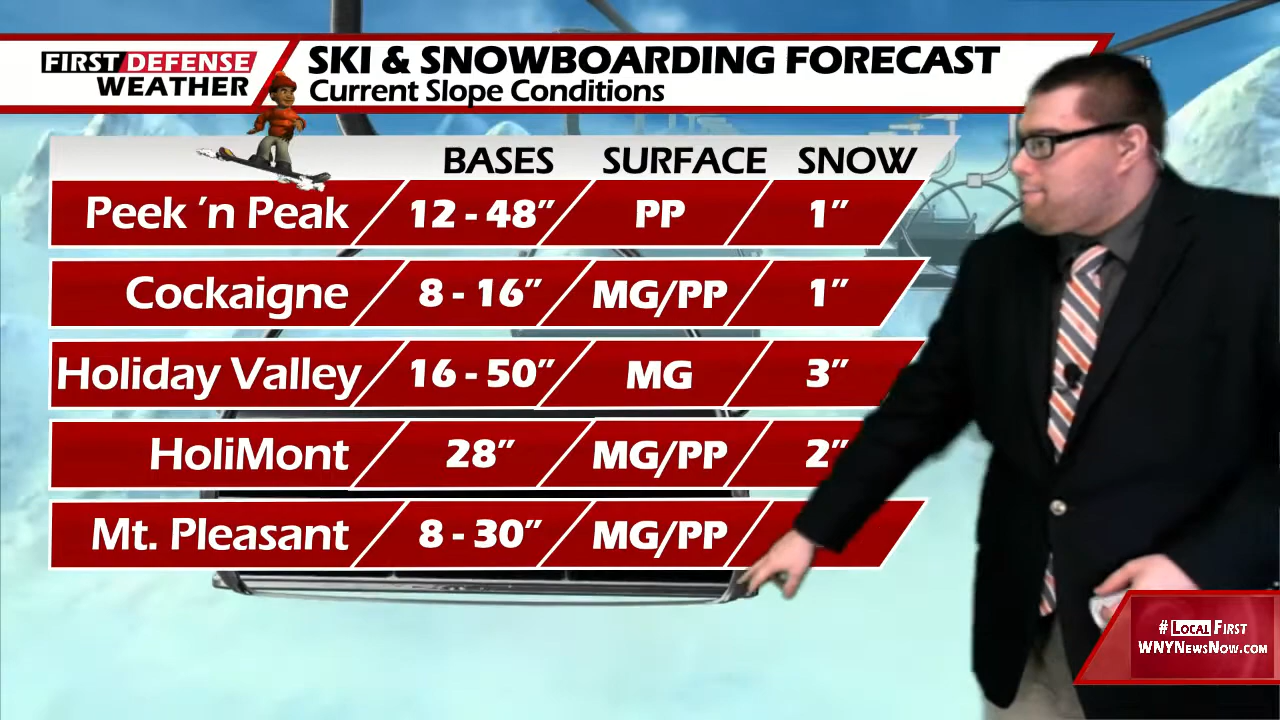 FIRST DEFENSE
WEATHER
SKI & SNOWBOARDING FORECAST
Current Slope Conditions
BASES SURFACE SNOW
Peek 'n Peak 12 - 48" PP 1"
Cockaigne 8 - 16" MG/PP 1"
Holiday Valley 16 - 50" MG 3"
HoliMont 28" MG/PP 2"
Mt. Pleasant 8 - 30" MG/PP
# LOCAL FIRST
WNYNEWSNOW.COM